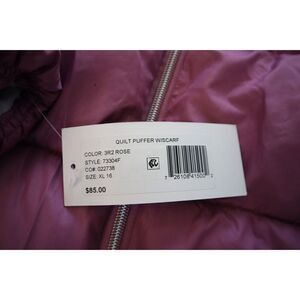 QUILT PUFFER W/SCARF
COLOR: 3R2 ROSE
STYLE: 73304F
CO#: 022738
SIZE: XL 16
$85.00